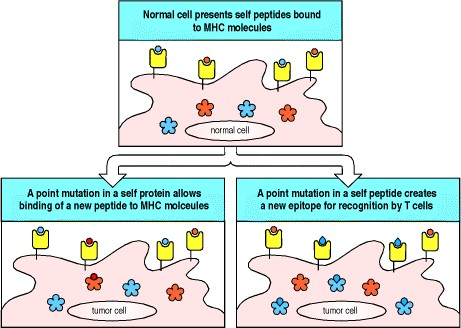 Normal cell presents self peptides bound
to MHC molecules
normal cell
A point mutation in a self protein allows
binding of a new peptide to MHC molceules
tumor cell
A point mutation in a self peptide creates
a new epitope for recognition by T cells
tumor cell